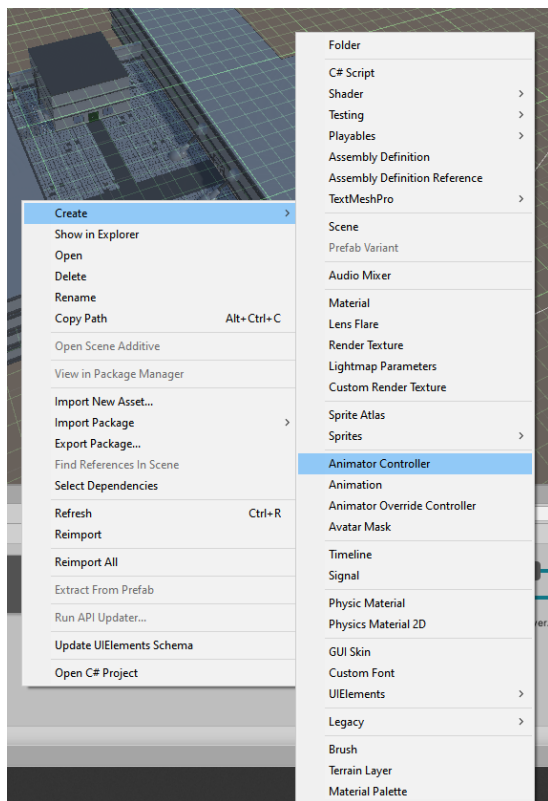 Create
Show in Explorer
Open
Delete
Rename
Copy Path Alt+Ctrl+C
Open Scene Additive
View in Package Manager
Import New Asset...
Import Package
Export Package...
Find References In Scene
Select Dependencies
Refresh Ctrl+R
Reimport
Reimport All
Extract From Prefab
Run API Updater...
Update UIElements Schema
Open C# Project
Folder
C# Script
Shader
Testing
Playables
Assembly Definition
Assembly Definition Reference
TextMeshPro
Scene
Prefab Variant
Audio Mixer
Material
Lens Flare
Render Texture
Lightmap Parameters
Custom Render Texture
Sprite Atlas
Sprites
Animator Controller
Animation
Animator Override Controller
Avatar Mask
Timeline
Signal
Physic Material
Physics Material 2D
GUI Skin
Custom Font
UIElements
Legacy
Brush
Terrain Layer
Material Palette